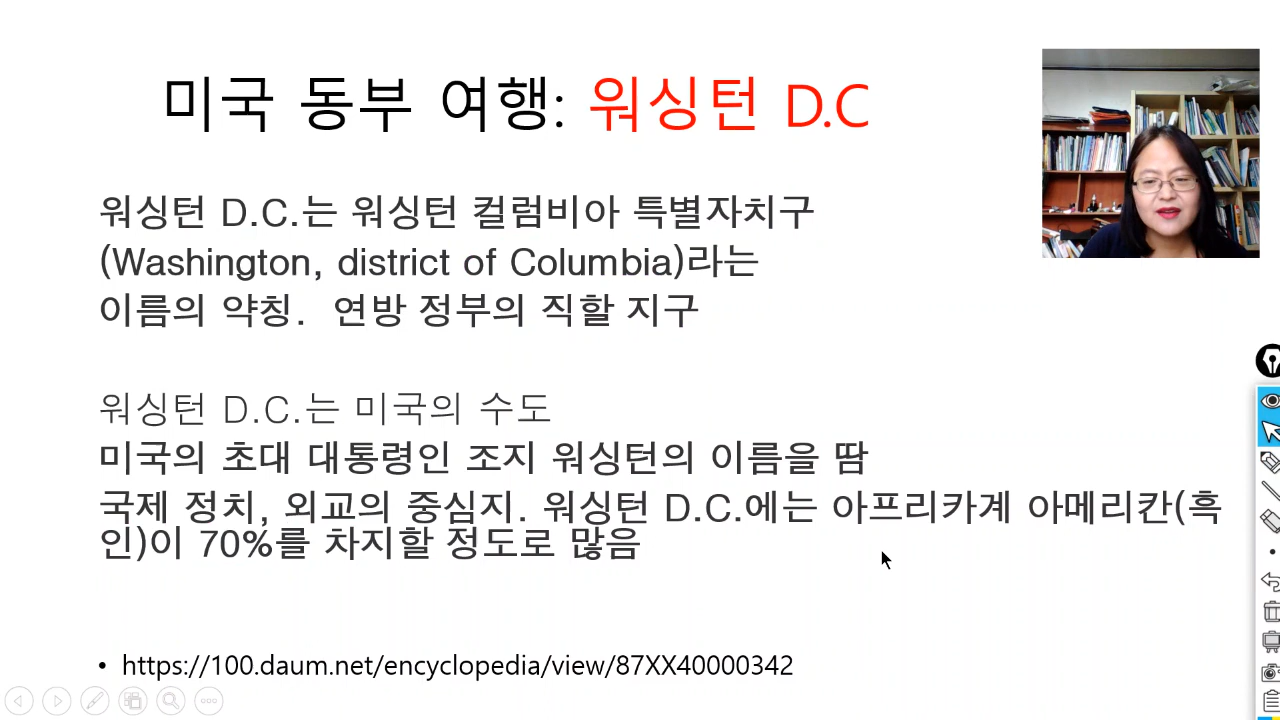 미국 동부 여행: 워싱턴 D.C
워싱턴 D.C.는 워싱턴 컬럼비아 특별자치구
(Washington, district of Columbia)라는
이름의 약칭.  연방 정부의 직할 지구
워싱턴 D.C.는 미국의 수도
미국의 초대 대통령인 조지 워싱턴의 이름을 땀
국제 정치, 외교의 중심지. 워싱턴 D.C.에는 아프리카계 아메리칸(흑
인)이 70%를 차지할 정도로 많음
• https://100.daum.net/encyclopedia/view/87XX40000342